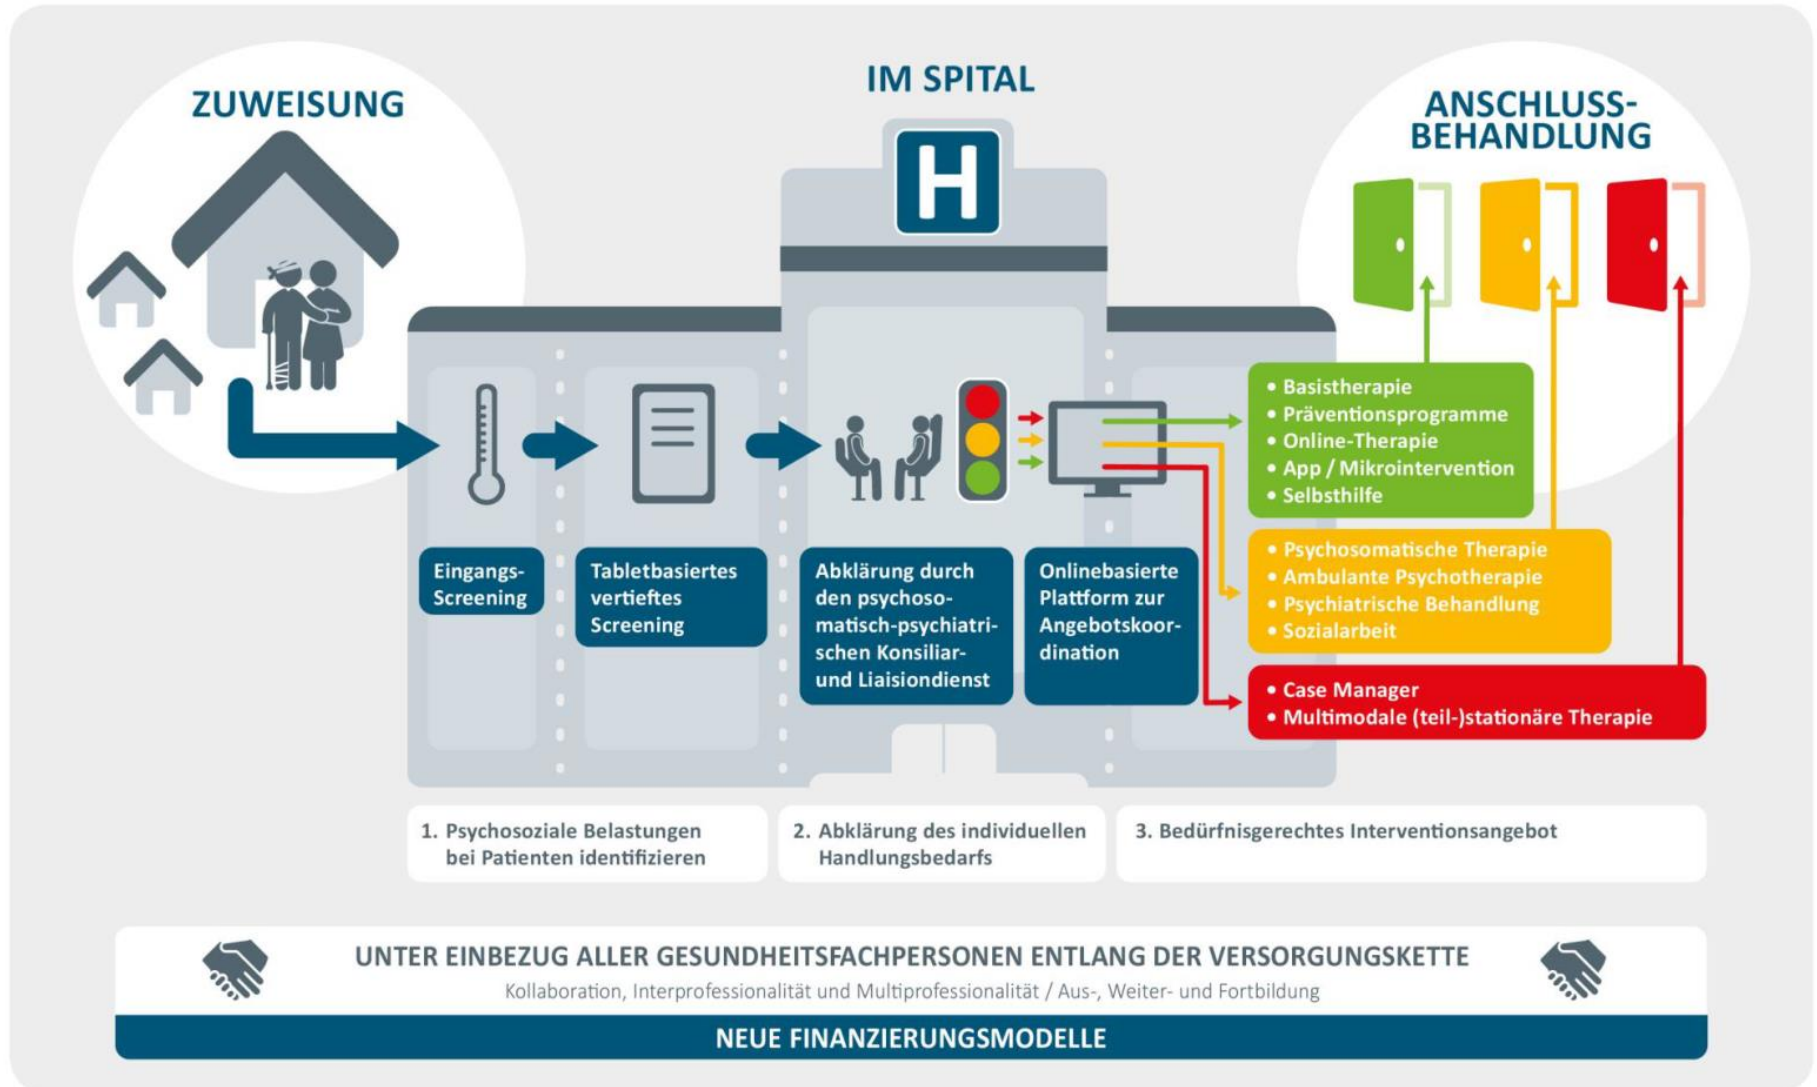 ZUWEISUNG
IM SPITAL
H
ANSCHLUSS-
BEHANDLUNG
Eingangs-
Screening
Tabletbasiertes
vertieftes
Screening
Abklärung durch
den psychoso-
matisch-psychiatri-
schen Konsiliar-
und Liaisiondienst
Onlinebasierte
Plattform zur
Angebotskoor-
dination
• Basistherapie
• Präventionsprogramme
• Online-Therapie
• App / Mikrointervention
• Selbsthilfe
• Psychosomatische Therapie
• Ambulante Psychotherapie
• Psychiatrische Behandlung
• Sozialarbeit
• Case Manager
• Multimodale (teil-)stationäre Therapie
1. Psychosoziale Belastungen
bei Patienten identifizieren
2. Abklärung des individuellen
Handlungsbedarfs
3. Bedürfnisgerechtes Interventionsangebot
UNTER EINBEZUG ALLER GESUNDHEITSFACHPERSONEN ENTLANG DER VERSORGUNGSKETTE
Kollaboration, Interprofessionalität und Multiprofessionalität / Aus-, Weiter- und Fortbildung
NEUE FINANZIERUNGSMODELLE